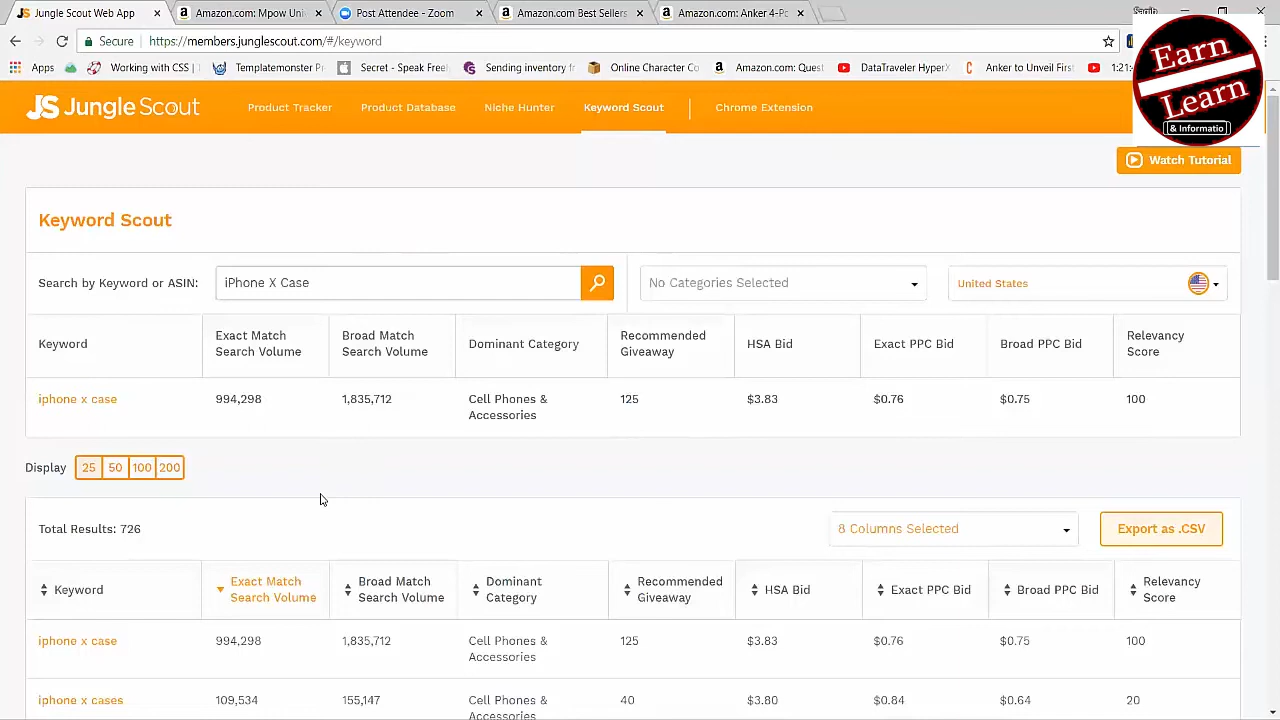 Jungle Scout Web App
Amazon.com: Mpow Uni
Post Attendee - Zoom
Amazon.com Best Sellers
Amazon.com: Anker 4-Pc
Secure
https://members.junglescout.com/#/keyword
Apps
Working with CSS |
Templatemonster Pr
Secret - Speak Free
Sending inventory f
Online Character Co
Amazon.com: Quest
DataTraveler HyperX
Anker to Unveil First
1:21:
Earn
Learn
& Informatio
JS Jungle Scout
Product Tracker
Product Database
Niche Hunter
Keyword Scout
Chrome Extension
Watch Tutorial
Keyword Scout
Search by Keyword or ASIN:
iPhone X Case
No Categories Selected
United States
Keyword
Exact Match
Search Volume
Broad Match
Search Volume
Dominant Category
Recommended
Giveaway
HSA Bid
Exact PPC Bid
Broad PPC Bid
Relevancy
Score
iphone x case
994,298
1,835,712
Cell Phones &
Accessories
125
$3.83
$0.76
$0.75
100
Display
25
50
100
200
Total Results: 726
8 Columns Selected
Export as .CSV
Keyword
Exact Match
Search Volume
Broad Match
Search Volume
Dominant
Category
Recommended
Giveaway
HSA Bid
Exact PPC Bid
Broad PPC Bid
Relevancy
Score
iphone x case
994,298
1,835,712
Cell Phones &
Accessories
125
$3.83
$0.76
$0.75
100
iphone x cases
109,534
155,147
Cell Phones &
Accessories
40
$3.80
$0.84
$0.64
20